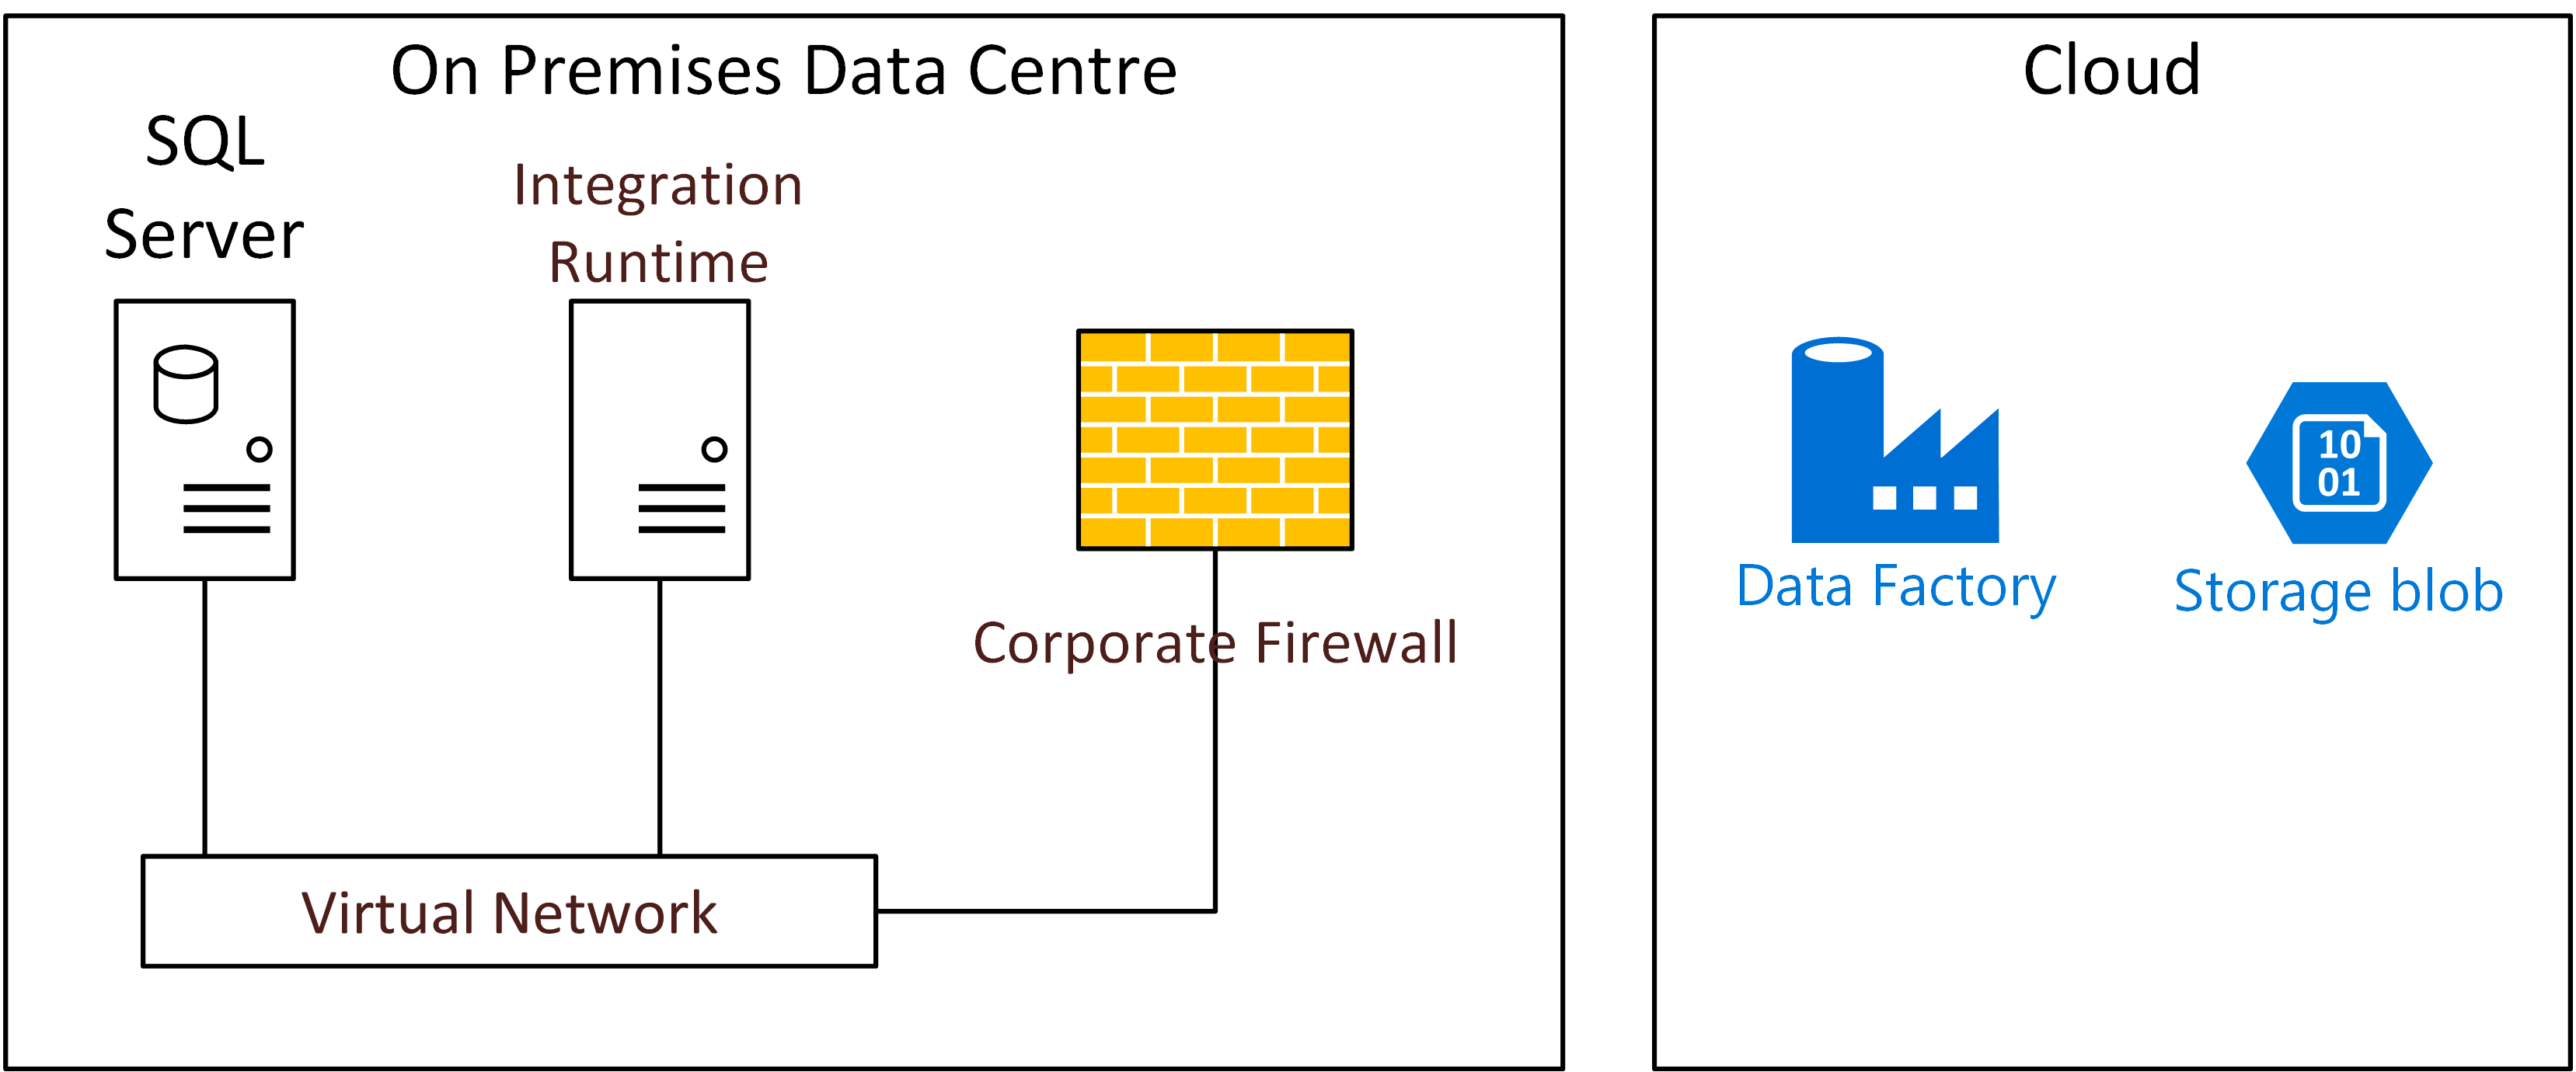 On Premises Data Centre
SQL
Server
Integration
Runtime
Corporate Firewall
Virtual Network
Cloud
Data Factory
10
01
Storage blob